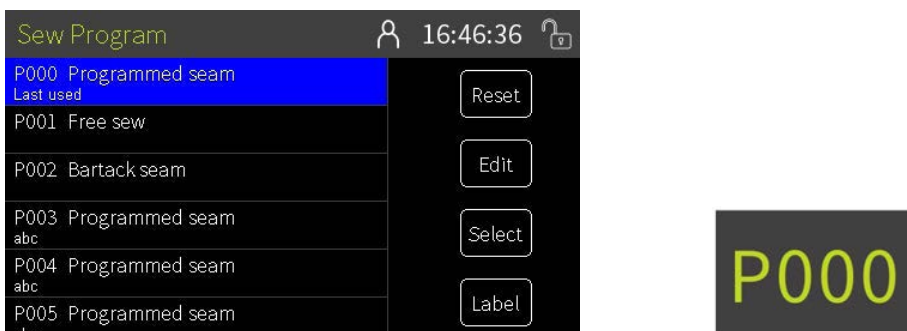 Sew Program 16:46:36
P000 Programmed seam
Last used
Reset
P001 Free sew
Edit
P002 Bartack seam
P003 Programmed seam
abc
Select
P004 Programmed seam
abc
Label
P005 Programmed seam
P000